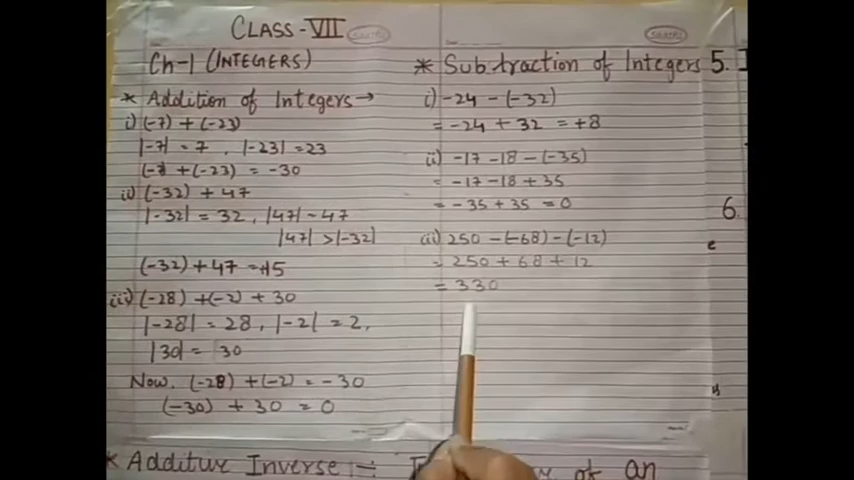 CLASS-VII
Ch-1 (INTEGERS)
* Addition of Integers →
i) (-7) + (-23)
|-7| = 7, |-23| = 23
(-7) + (-23) = -30
ii) (-32) + 47
|-32| = 32, |47| = 47
|47| > |-32|
(-32) + 47 = +15
iii) (-28) + (-2) + 30
|-28| = 28, |-2| = 2,
|30| = 30
Now, (-28) + (-2) = -30
(-30) + 30 = 0
* Additive Inverse :-
* Subtraction of Integers
i) -24 - (-32)
= -24 + 32 = +8
ii) -17 - 18 - (-35)
= -17 - 18 + 35
= -35 + 35 = 0
iii) 250 - (-68) - (-12)
= 250 + 68 + 12
= 330
of an
5.
6.